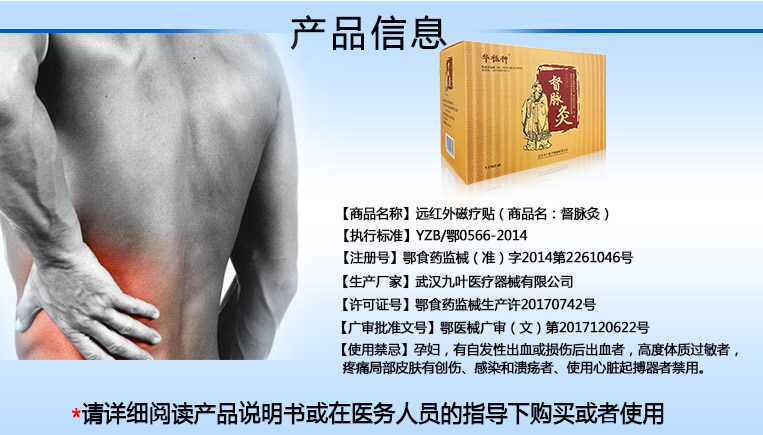 产品信息
华祖神
督脉灸
【商品名称】远红外磁疗贴（商品名：督脉灸）
【执行标准】YZB/鄂0566-2014
【注册号】鄂食药监械（准）字2014第2261046号
【生产厂家】武汉九叶医疗器械有限公司
【许可证号】鄂食药监械生产许20170742号
【广审批准文号】鄂医械广审（文）第2017120622号
【使用禁忌】孕妇，有自发性出血或损伤后出血者，高度体质过敏者，
疼痛局部皮肤有创伤、感染和溃疡者、使用心脏起搏器者禁用。
*请详细阅读产品说明书或在医务人员的指导下购买或者使用